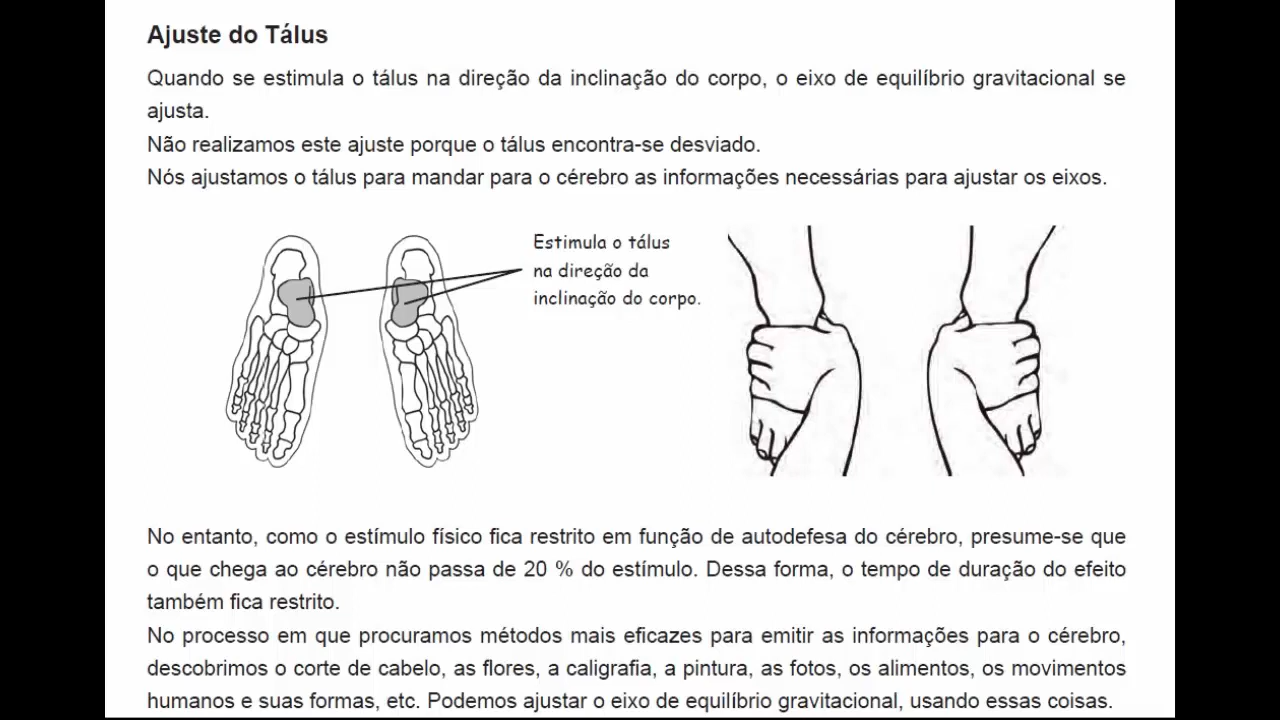 Ajuste do Tálus
Quando se estimula o tálus na direção da inclinação do corpo, o eixo de equilíbrio gravitacional se
ajusta.
Não realizamos este ajuste porque o tálus encontra-se desviado.
Nós ajustamos o tálus para mandar para o cérebro as informações necessárias para ajustar os eixos.
Estimula o tálus
na direção da
inclinação do corpo.
No entanto, como o estímulo físico fica restrito em função de autodefesa do cérebro, presume-se que
o que chega ao cérebro não passa de 20 % do estímulo. Dessa forma, o tempo de duração do efeito
também fica restrito.
No processo em que procuramos métodos mais eficazes para emitir as informações para o cérebro,
descobrimos o corte de cabelo, as flores, a caligrafia, a pintura, as fotos, os alimentos, os movimentos
humanos e suas formas, etc. Podemos ajustar o eixo de equilíbrio gravitacional, usando essas coisas.